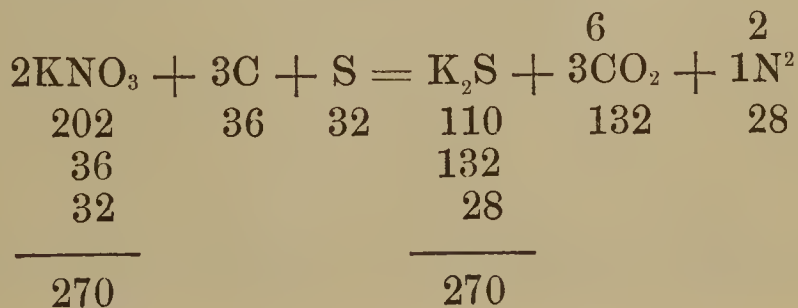 6 2
2KNO₃ + 3C + S = K₂S + 3CO₂ + 1N²
202 36 32 110 132 28
36 132
32 28
270 270